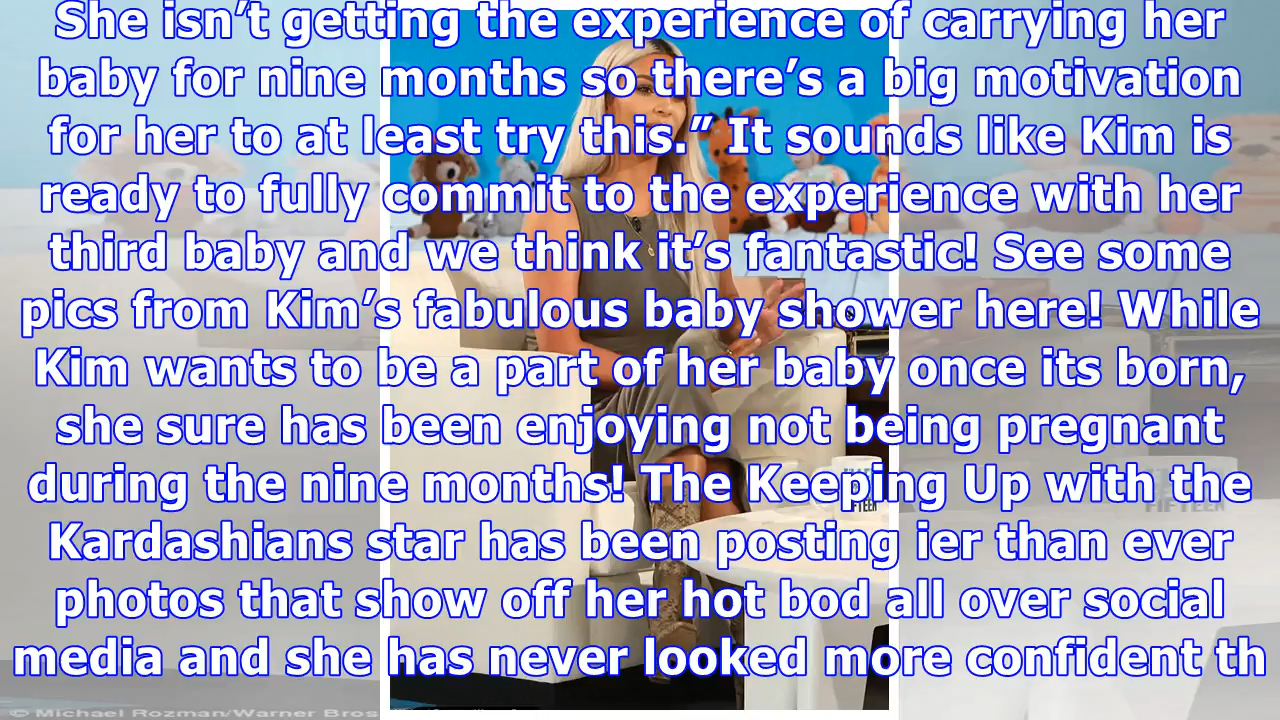 She isn’t getting the experience of carrying her
baby for nine months so there’s a big motivation
for her to at least try this.” It sounds like Kim is
ready to fully commit to the experience with her
third baby and we think it’s fantastic! See some
pics from Kim’s fabulous baby shower here! While
Kim wants to be a part of her baby once its born,
she sure has been enjoying not being pregnant
during the nine months! The Keeping Up with the
Kardashians star has been posting ier than ever
photos that show off her hot bod all over social
media and she has never looked more confident th
FIFTEEN
FIFTEEN
© Michael Rozman/Warner Bros